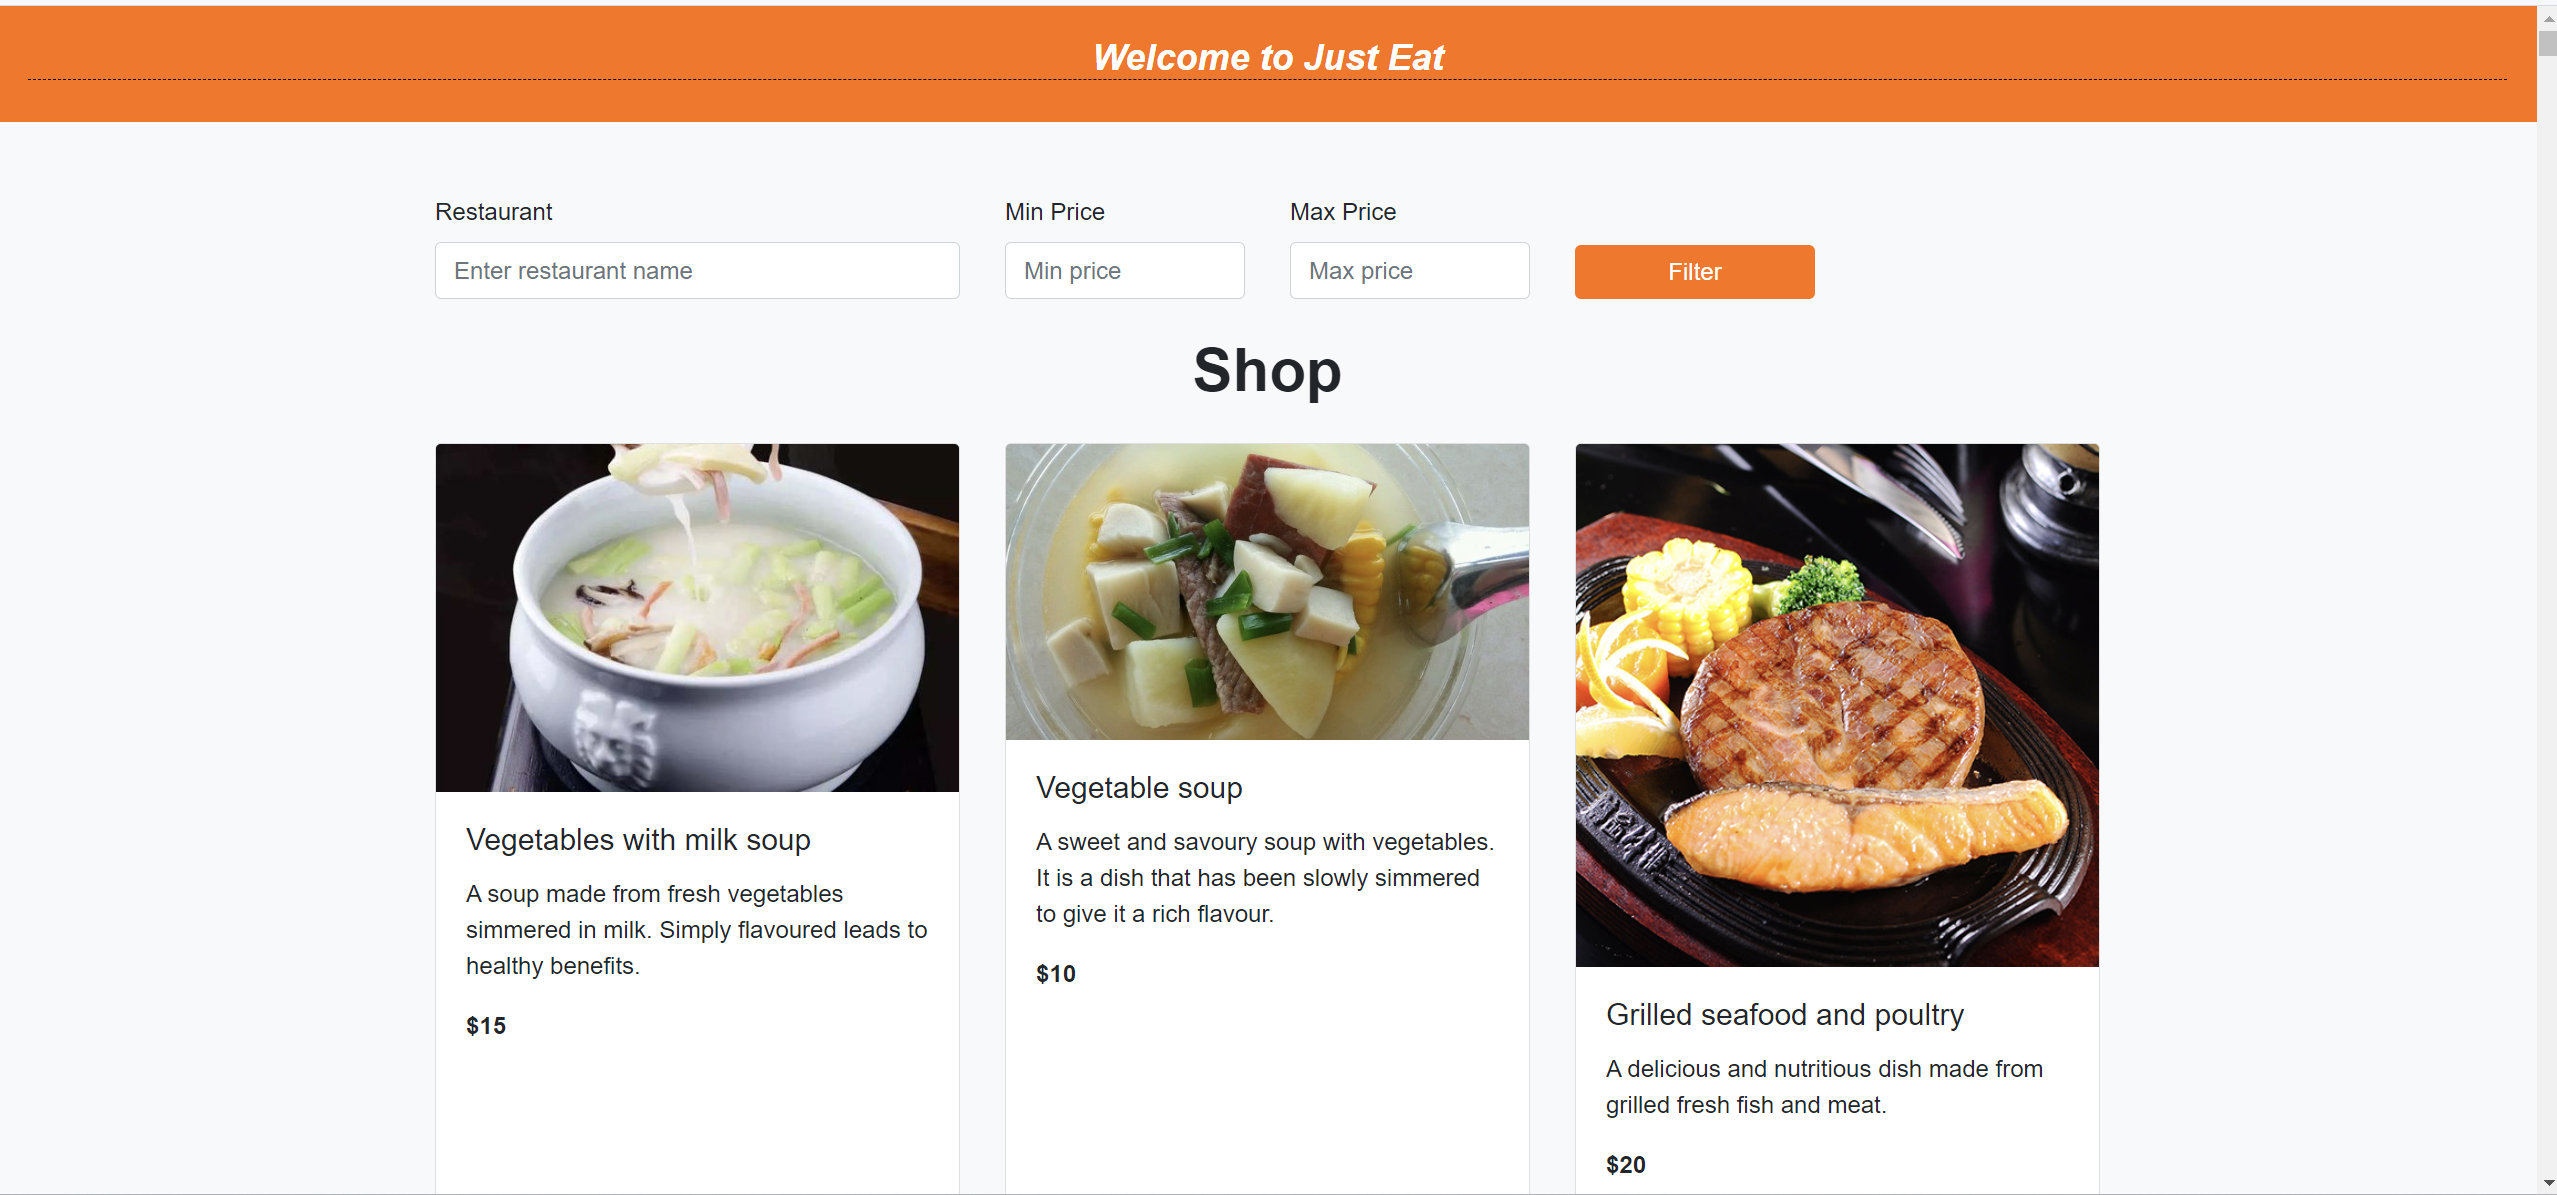 Welcome to Just Eat
Restaurant
Min Price
Max Price
Enter restaurant name
Min price
Max price
Filter
Shop
Vegetables with milk soup
A soup made from fresh vegetables
simmered in milk. Simply flavoured leads to
healthy benefits.
$15
Vegetable soup
A sweet and savoury soup with vegetables.
It is a dish that has been slowly simmered
to give it a rich flavour.
$10
Grilled seafood and poultry
A delicious and nutritious dish made from
grilled fresh fish and meat.
$20